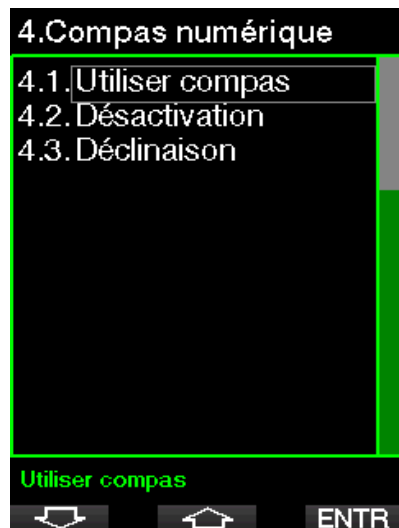 4.Compas numérique
4.1. Utiliser compas
4.2. Désactivation
4.3. Déclinaison
Utiliser compas
ENTR